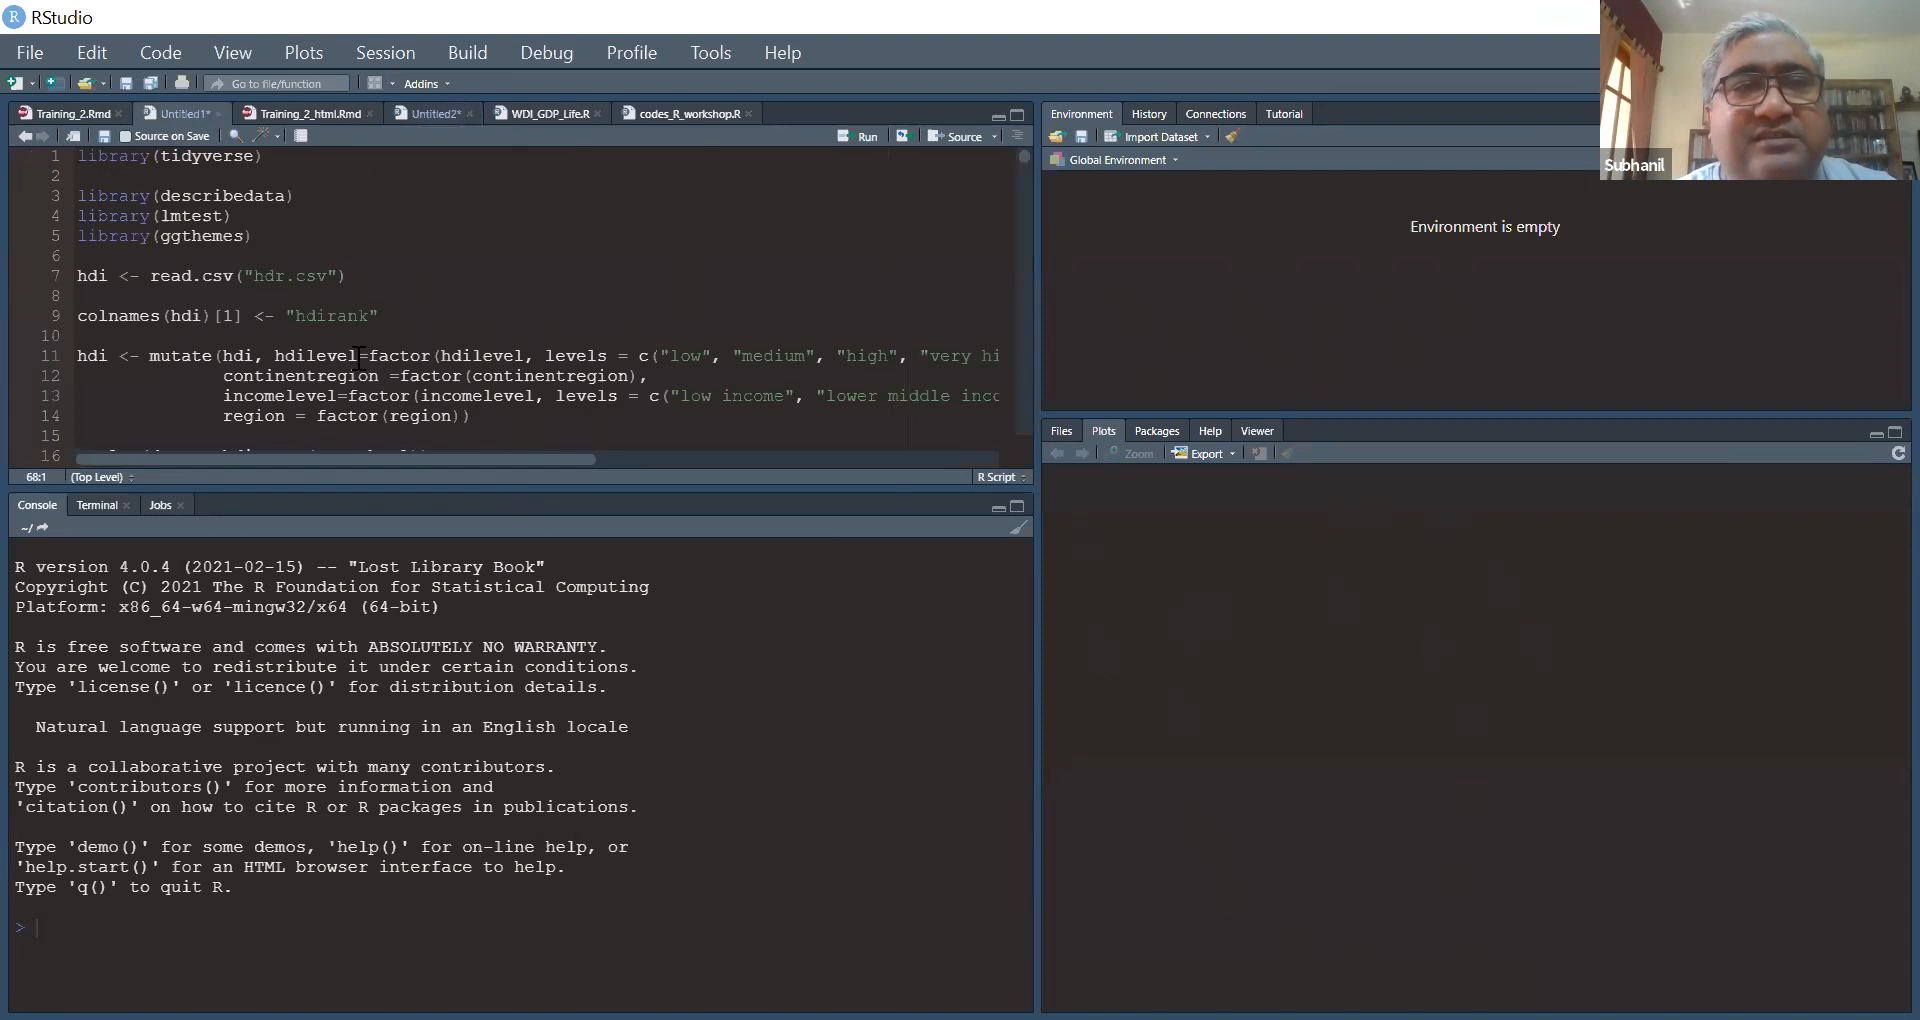 RStudio
File Edit Code View Plots Session Build Debug Profile Tools Help
Go to file/function Addins
Training_2.Rmd Untitled1* Training_2_html.Rmd Untitled2* WDI_GDP_Life.R codes_R_workshop.R
Source on Save Run Source
1 library(tidyverse)
2
3 library(describedata)
4 library(lmtest)
5 library(ggthemes)
6
7 hdi <- read.csv("hdr.csv")
8
9 colnames(hdi)[1] <- "hdirank"
10
11 hdi <- mutate(hdi, hdilevel=factor(hdilevel, levels = c("low", "medium", "high", "very hi
12 continentregion =factor(continentregion),
13 incomelevel=factor(incomelevel, levels = c("low income", "lower middle inco
14 region = factor(region))
15
16
68:1 (Top Level) R Script
Console Terminal Jobs
~/
R version 4.0.4 (2021-02-15) -- "Lost Library Book"
Copyright (C) 2021 The R Foundation for Statistical Computing
Platform: x86_64-w64-mingw32/x64 (64-bit)
R is free software and comes with ABSOLUTELY NO WARRANTY.
You are welcome to redistribute it under certain conditions.
Type 'license()' or 'licence()' for distribution details.
Natural language support but running in an English locale
R is a collaborative project with many contributors.
Type 'contributors()' for more information and
'citation()' on how to cite R or R packages in publications.
Type 'demo()' for some demos, 'help()' for on-line help, or
'help.start()' for an HTML browser interface to help.
Type 'q()' to quit R.
>
Environment History Connections Tutorial
Import Dataset
Global Environment
Environment is empty
Files Plots Packages Help Viewer
Zoom Export
Subhanil